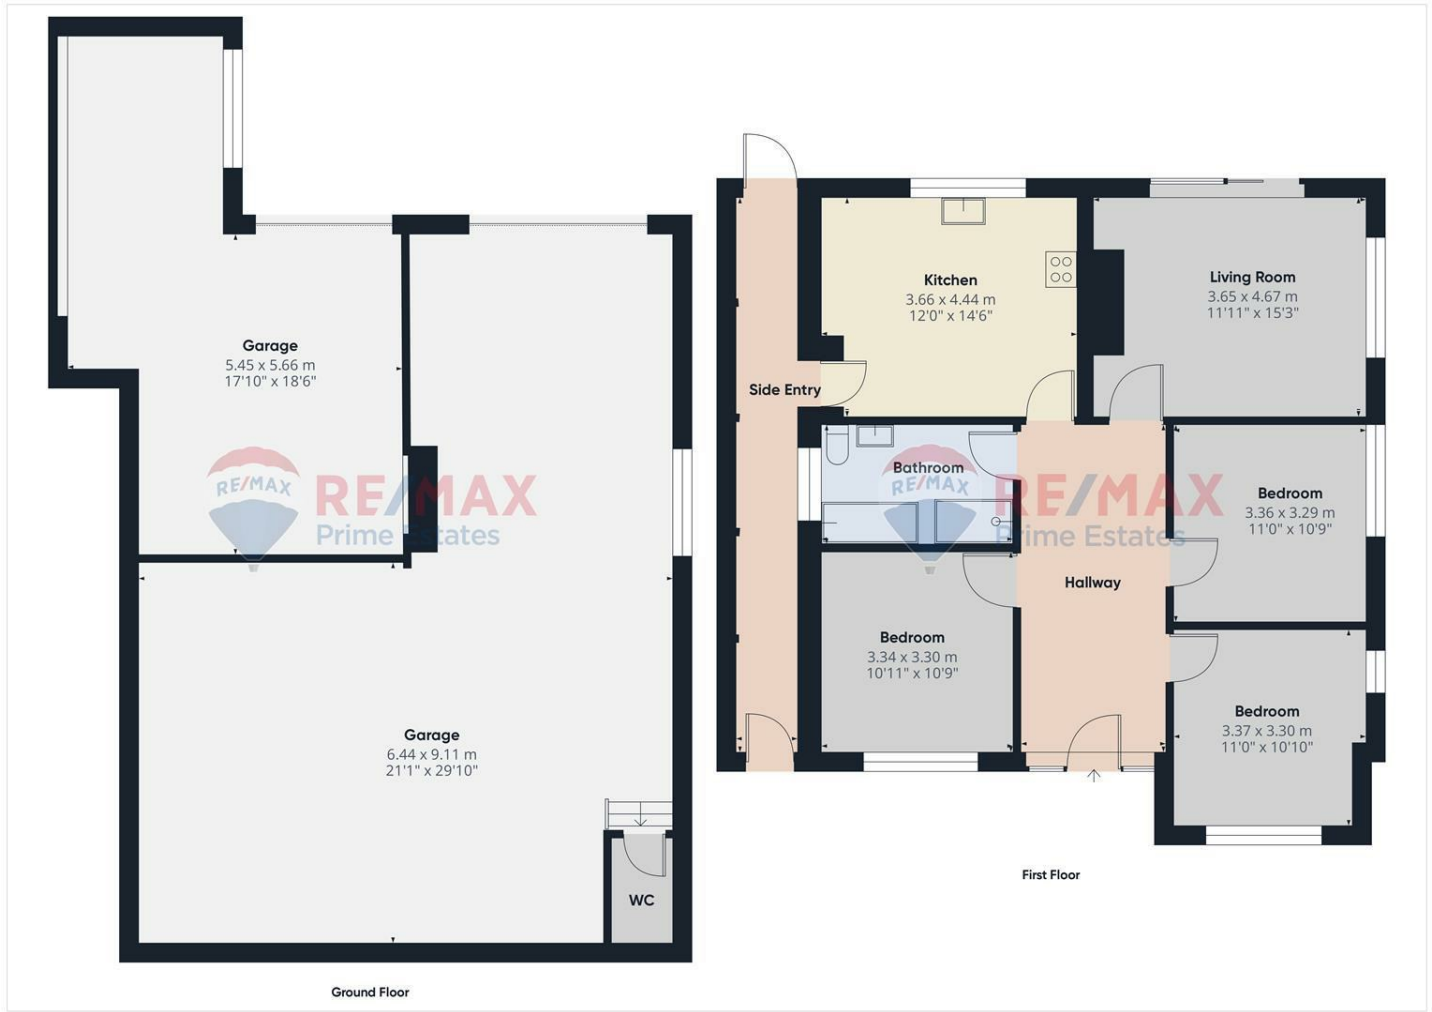 Garage
5.45 x 5.66 m
17'10" x 18'6"
RE/MAX
RE/MAX
Prime Estates
Garage
6.44 x 9.11 m
21'1" x 29'10"
WC
Ground Floor
Kitchen
3.66 x 4.44 m
12'0" x 14'6"
Living Room
3.65 x 4.67 m
11'11" x 15'3"
Side Entry
Bathroom
RE/MAX
RE/MAX
Prime Estates
Bedroom
3.36 x 3.29 m
11'0" x 10'9"
Hallway
Bedroom
3.34 x 3.30 m
10'11" x 10'9"
Bedroom
3.37 x 3.30 m
11'0" x 10'10"
First Floor